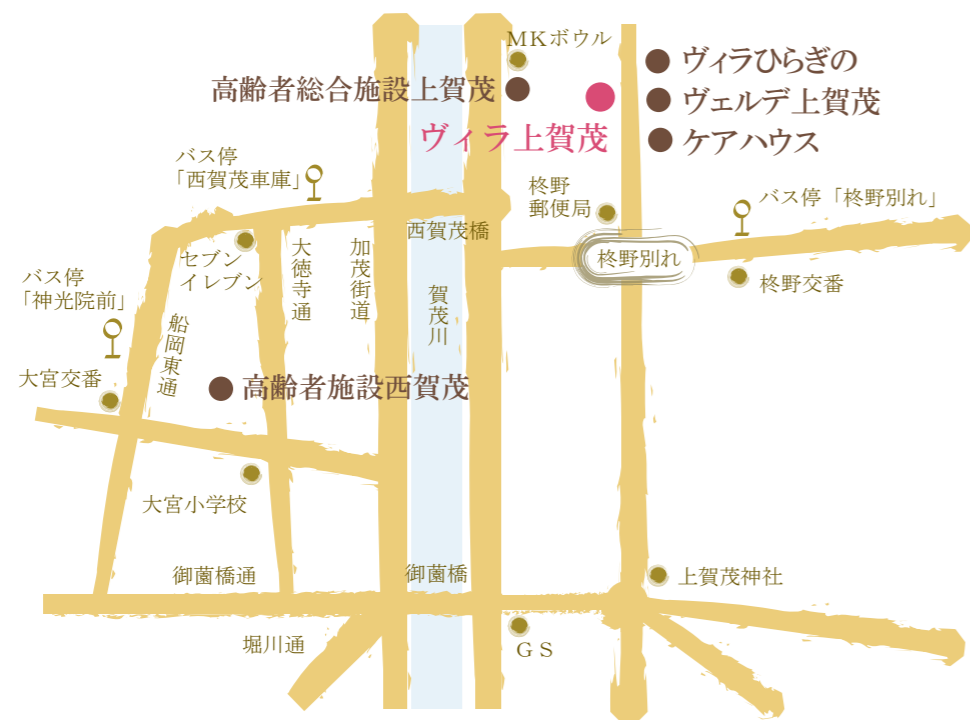 MKボウル
高齢者総合施設上賀茂
ヴィラ上賀茂
ヴィラひらぎの
ヴェルデ上賀茂
ケアハウス
バス停
「西賀茂車庫」
柊野
郵便局
バス停「柊野別れ」
西賀茂橋
柊野別れ
柊野交番
セブン
イレブン
大徳寺通
加茂街道
賀茂川
バス停
「神光院前」
船岡東通
大宮交番
高齢者施設西賀茂
大宮小学校
御薗橋通
御薗橋
上賀茂神社
堀川通
GS